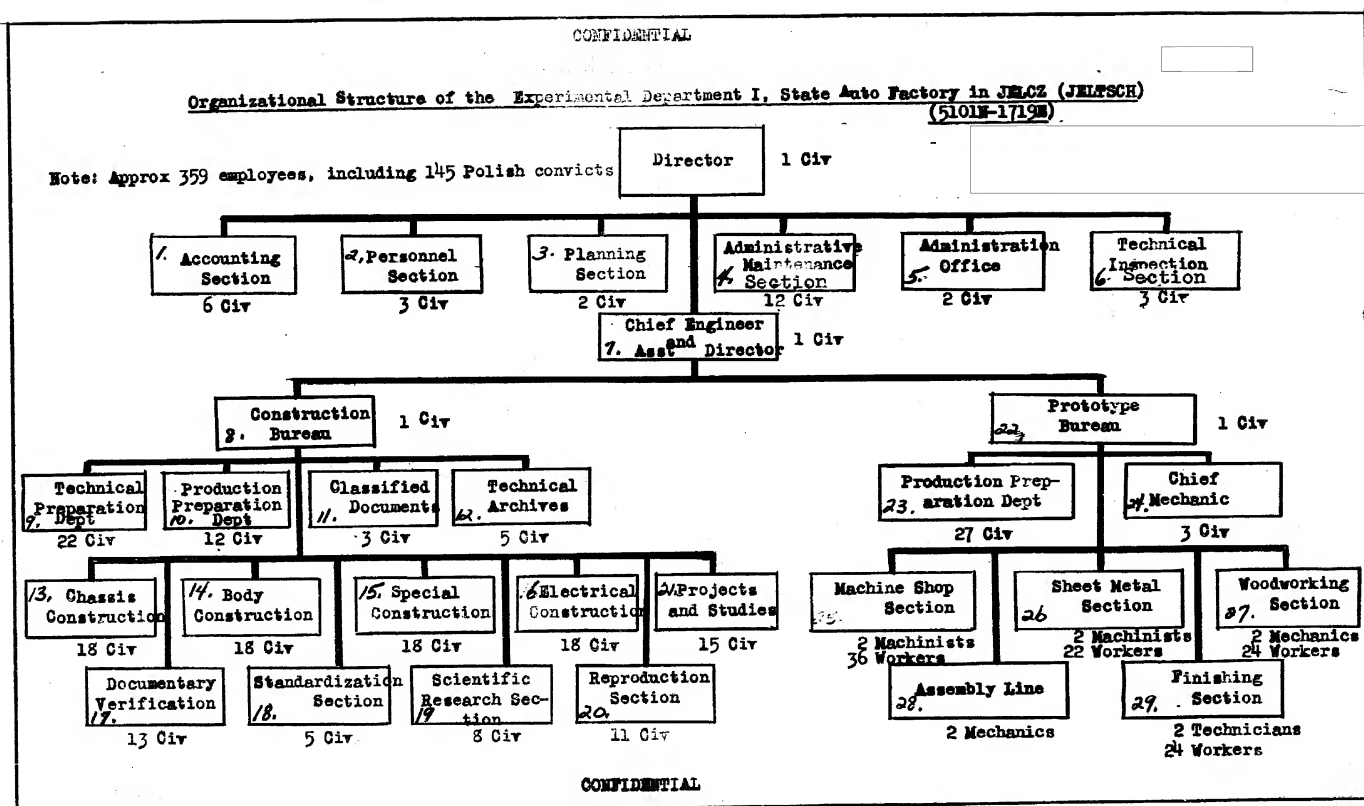 CONFIDENTIAL
Organizational Structure of the Experimental Department I, State Auto Factory in JELCZ (JELTSCH)
(5101N-1719E)
Note: Approx 359 employees, including 145 Polish convicts
Director
1 Civ
1. Accounting
Section
6 Civ
2. Personnel
Section
3 Civ
3. Planning
Section
2 Civ
Administrative
Maintenance
4. Section
12 Civ
Administration
5. Office
2 Civ
Technical
Inspection
6. Section
3 Civ
Chief Engineer
and
7. Asst Director
1 Civ
Construction
8. Bureau
1 Civ
Prototype
22. Bureau
1 Civ
Technical
Preparation
9. Dept
22 Civ
Production
Preparation
10. Dept
12 Civ
Classified
11. Documents
3 Civ
Technical
12. Archives
5 Civ
Production Prep-
23. aration Dept
27 Civ
Chief
24. Mechanic
3 Civ
13. Chassis
Construction
18 Civ
14. Body
Construction
18 Civ
15. Special
Construction
18 Civ
16 Electrical
Construction
18 Civ
21. Projects
and Studies
15 Civ
Machine Shop
Section
2 Machinists
36 Workers
Sheet Metal
26 Section
2 Machinists
22 Workers
Woodworking
27. Section
2 Mechanics
24 Workers
Documentary
Verification
17.
13 Civ
Standardization
18. Section
5 Civ
Scientific
Research Sec-
19 tion
8 Civ
Reproduction
Section
20.
11 Civ
Assembly Line
28.
2 Mechanics
Finishing
29. Section
2 Technicians
24 Workers
CONFIDENTIAL